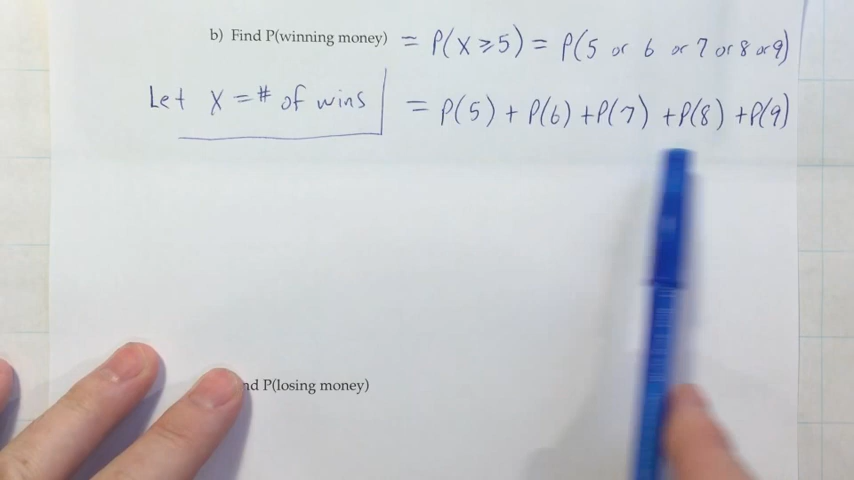 b) Find P(winning money) = P(X ≥ 5) = P(5 or 6 or 7 or 8 or 9)
Let X = # of wins = P(5) + P(6) + P(7) + P(8) + P(9)
nd P(losing money)